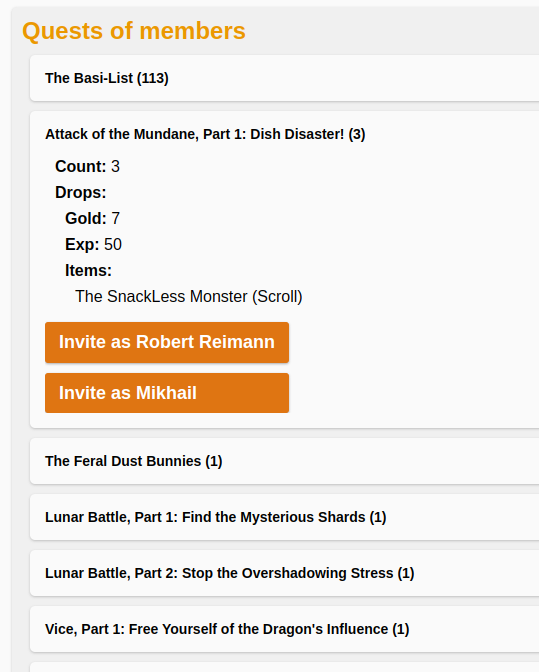 Quests of members
The Basi-List (113)
Attack of the Mundane, Part 1: Dish Disaster! (3)
Count: 3
Drops:
Gold: 7
Exp: 50
Items:
The SnackLess Monster (Scroll)
Invite as Robert Reimann
Invite as Mikhail
The Feral Dust Bunnies (1)
Lunar Battle, Part 1: Find the Mysterious Shards (1)
Lunar Battle, Part 2: Stop the Overshadowing Stress (1)
Vice, Part 1: Free Yourself of the Dragon's Influence (1)